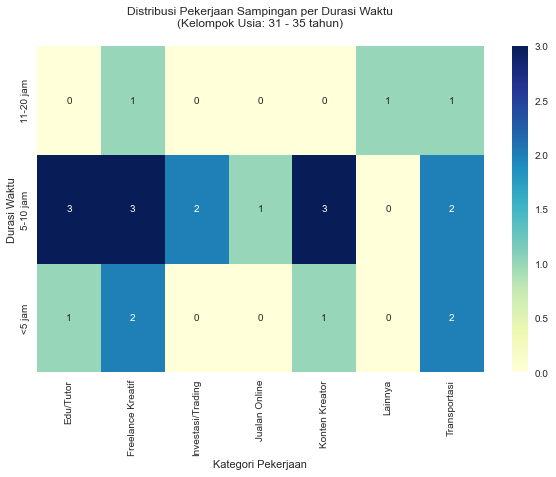 Distribusi Pekerjaan Sampingan per Durasi Waktu
(Kelompok Usia: 31 - 35 tahun)
Durasi Waktu
11-20 jam
0 1 0 0 0 1 1
5-10 jam
3 3 2 1 3 0 2
<5 jam
1 2 0 0 1 0 2
Edu/Tutor
Freelance Kreatif
Investasi/Trading
Jualan Online
Konten Kreator
Lainnya
Transportasi
Kategori Pekerjaan
3.0
2.5
2.0
1.5
1.0
0.5
0.0